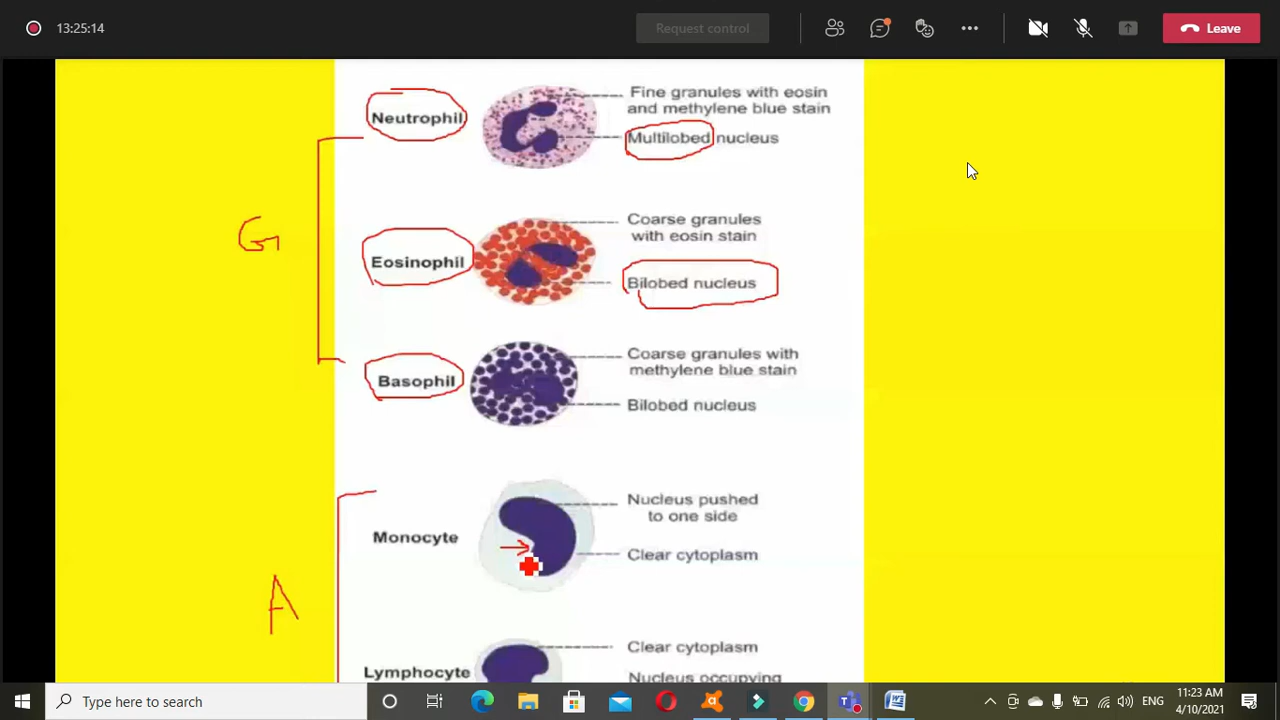 13:25:14
Request control
Leave
Neutrophil
Fine granules with eosin
and methylene blue stain
Multilobed nucleus
G
Eosinophil
Coarse granules
with eosin stain
Bilobed nucleus
Basophil
Coarse granules with
methylene blue stain
Bilobed nucleus
Monocyte
Nucleus pushed
to one side
Clear cytoplasm
A
Lymphocyte
Clear cytoplasm
Nucleus occupying
Type here to search
ENG
11:23 AM
4/10/2021